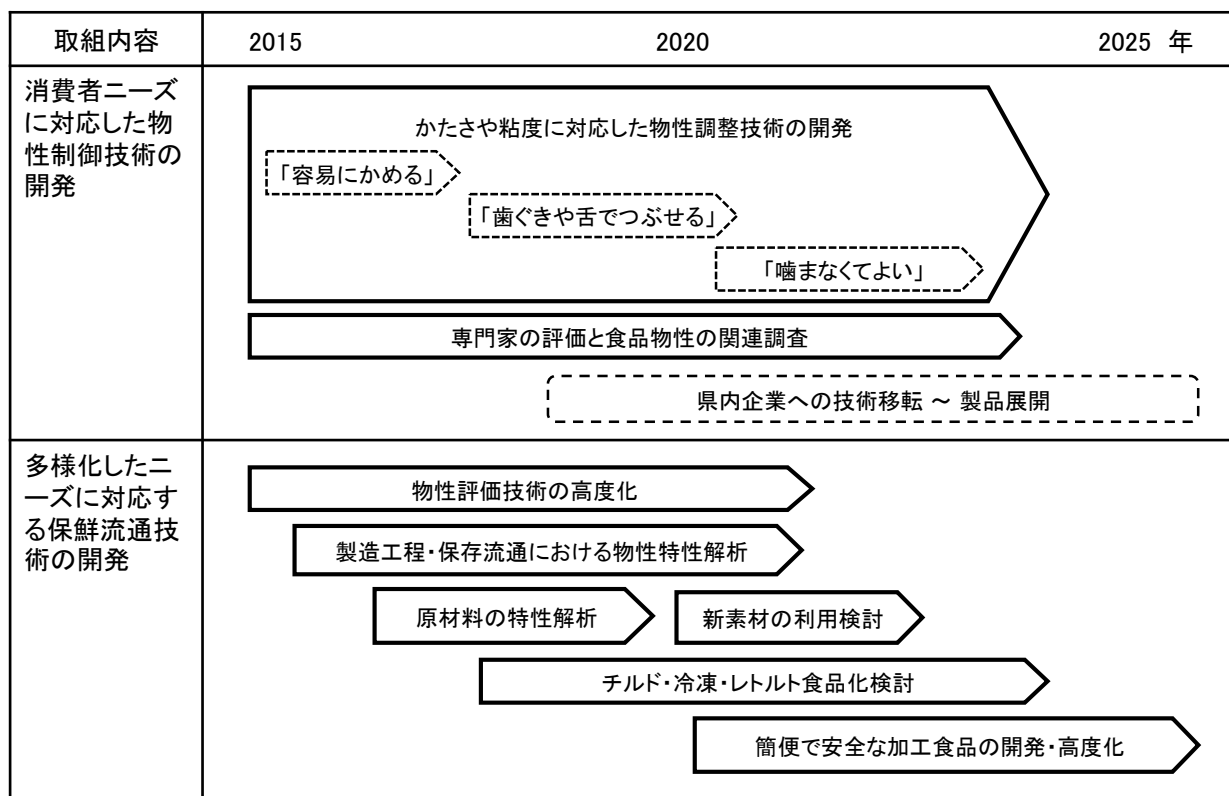 取組内容
2015 2020 2025 年
消費者ニーズ
に対応した物
性制御技術の
開発
かたさや粘度に対応した物性調整技術の開発
「容易にかめる」
「歯ぐきや舌でつぶせる」
「噛まなくてよい」
専門家の評価と食品物性の関連調査
県内企業への技術移転 ～ 製品展開
多様化したニ
ーズに対応す
る保鮮流通技
術の開発
物性評価技術の高度化
製造工程・保存流通における物性特性解析
原材料の特性解析
新素材の利用検討
チルド・冷凍・レトルト食品化検討
簡便で安全な加工食品の開発・高度化